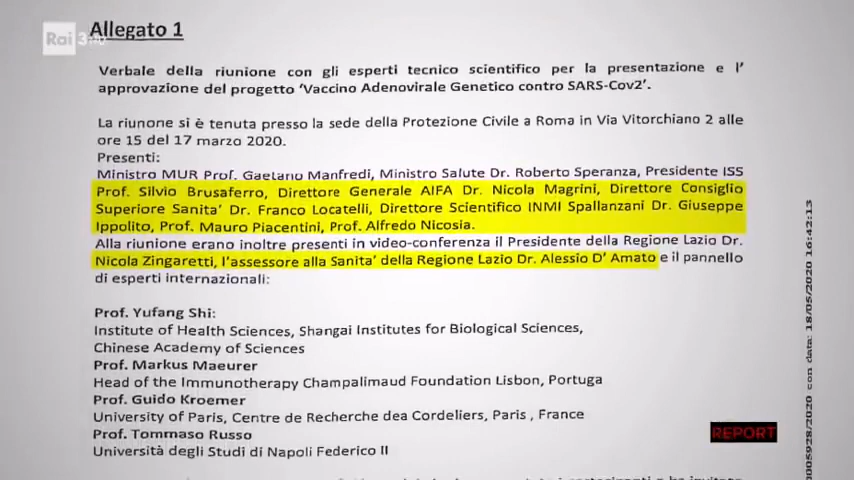 Rai 3
Allegato 1
Verbale della riunione con gli esperti tecnico scientifico per la presentazione e l'
approvazione del progetto 'Vaccino Adenovirale Genetico contro SARS-Cov2'.
La riunone si è tenuta presso la sede della Protezione Civile a Roma in Via Vitorchiano 2 alle
ore 15 del 17 marzo 2020.
Presenti:
Ministro MUR Prof. Gaetano Manfredi, Ministro Salute Dr. Roberto Speranza, Presidente ISS
Prof. Silvio Brusaferro, Direttore Generale AIFA Dr. Nicola Magrini, Direttore Consiglio
Superiore Sanita' Dr. Franco Locatelli, Direttore Scientifico INMI Spallanzani Dr. Giuseppe
Ippolito, Prof. Mauro Piacentini, Prof. Alfredo Nicosia.
Alla riunione erano inoltre presenti in video-conferenza il Presidente della Regione Lazio Dr.
Nicola Zingaretti, l'assessore alla Sanita' della Regione Lazio Dr. Alessio D' Amato e il pannello
di esperti internazionali:
Prof. Yufang Shi:
Institute of Health Sciences, Shangai Institutes for Biological Sciences,
Chinese Academy of Sciences
Prof. Markus Maeurer
Head of the Immunotherapy Champalimaud Foundation Lisbon, Portuga
Prof. Guido Kroemer
University of Paris, Centre de Recherche dea Cordeliers, Paris , France
Prof. Tommaso Russo
Università degli Studi di Napoli Federico II
REPORT
0005928/2020 con data: 18/05/2020 16:42:13